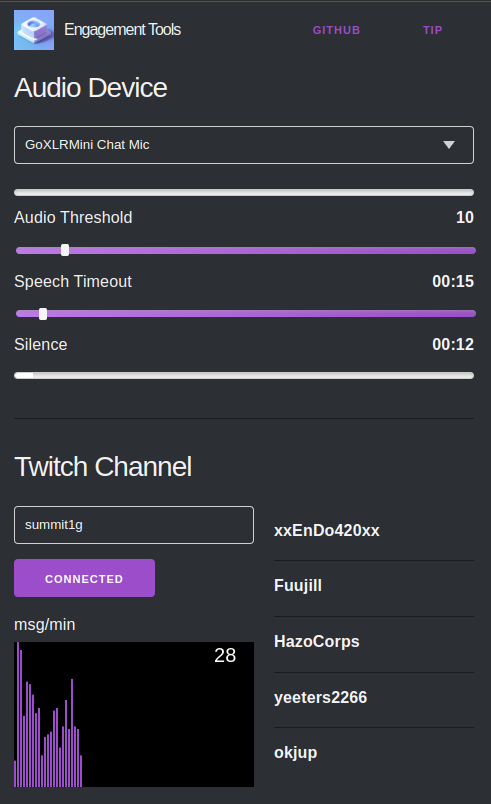 Engagement Tools
GITHUB
TIP
Audio Device
GoXLRMini Chat Mic
Audio Threshold 10
Speech Timeout 00:15
Silence 00:12
Twitch Channel
summit1g
CONNECTED
msg/min
28
xxEnDo420xx
Fuujill
HazoCorps
yeeters2266
okjup